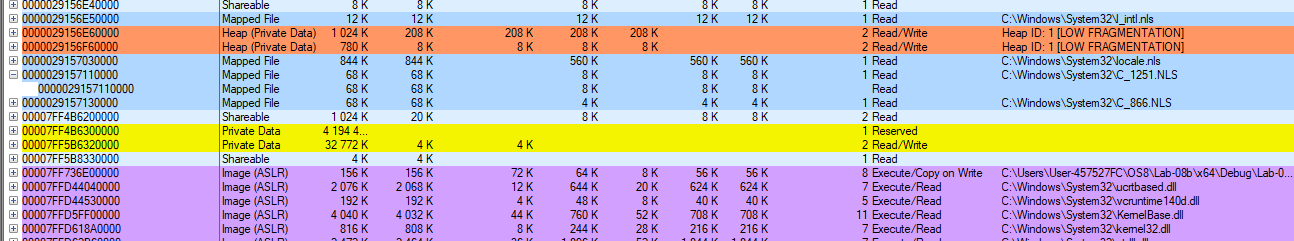 0000029156E40000 Shareable 8 K 8 K 8 K 8 K 8 K 1 Read
0000029156E50000 Mapped File 12 K 12 K 12 K 12 K 12 K 1 Read C:\Windows\System32\l_intl.nls
0000029156E60000 Heap (Private Data) 1 024 K 208 K 208 K 208 K 208 K 2 Read/Write Heap ID: 1 [LOW FRAGMENTATION]
0000029156F60000 Heap (Private Data) 780 K 8 K 8 K 8 K 8 K 2 Read/Write Heap ID: 1 [LOW FRAGMENTATION]
0000029157030000 Mapped File 844 K 844 K 560 K 560 K 560 K 1 Read C:\Windows\System32\locale.nls
0000029157110000 Mapped File 68 K 68 K 8 K 8 K 8 K 1 Read C:\Windows\System32\C_1251.NLS
0000029157110000 Mapped File 68 K 68 K 8 K 8 K 8 K Read
0000029157130000 Mapped File 68 K 68 K 4 K 4 K 4 K 1 Read C:\Windows\System32\C_866.NLS
00007FF4B6200000 Shareable 1 024 K 20 K 8 K 8 K 8 K 2 Read
00007FF4B6300000 Private Data 4 194 4... 1 Reserved
00007FF5B6320000 Private Data 32 772 K 4 K 4 K 2 Read/Write
00007FF5B8330000 Shareable 4 K 4 K 1 Read
00007FF736E00000 Image (ASLR) 156 K 156 K 72 K 64 K 8 K 56 K 56 K 8 Execute/Copy on Write C:\Users\User-457527FC\OS8\Lab-08b\x64\Debug\Lab-0...
00007FFD44040000 Image (ASLR) 2 076 K 2 068 K 12 K 644 K 20 K 624 K 624 K 7 Execute/Read C:\Windows\System32\ucrtbased.dll
00007FFD44530000 Image (ASLR) 192 K 192 K 4 K 48 K 8 K 40 K 40 K 5 Execute/Read C:\Windows\System32\vcruntime140d.dll
00007FFD5FF00000 Image (ASLR) 4 040 K 4 032 K 44 K 760 K 52 K 708 K 708 K 11 Execute/Read C:\Windows\System32\KernelBase.dll
00007FFD618A0000 Image (ASLR) 816 K 808 K 8 K 244 K 28 K 216 K 216 K 7 Execute/Read C:\Windows\System32\kernel32.dll